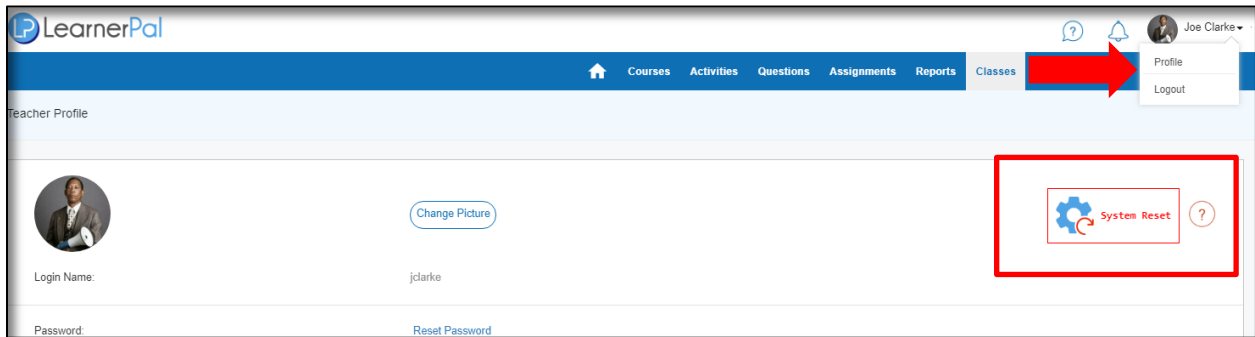 LP LearnerPal
? Joe Clarke
Profile
Logout
Courses Activities Questions Assignments Reports Classes
Teacher Profile
Change Picture
System Reset ?
Login Name: jclarke
Password: Reset Password